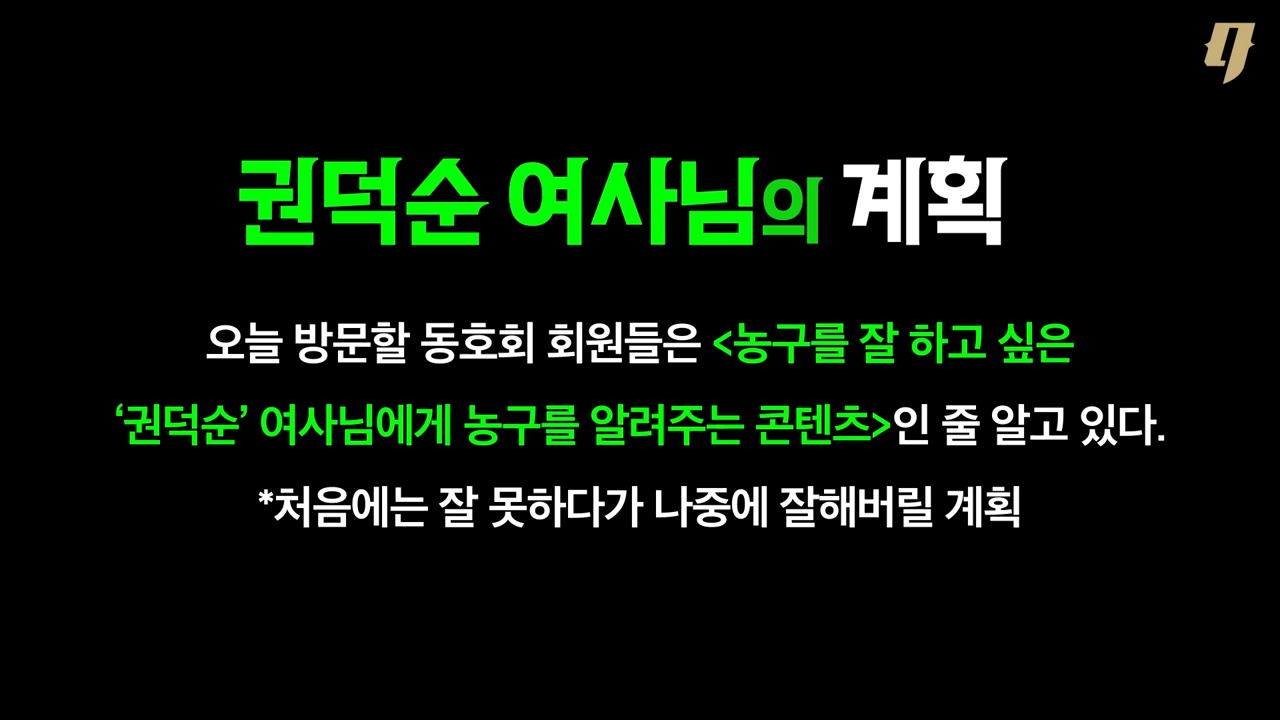 권덕순 여사님의 계획
오늘 방문할 동호회 회원들은 <농구를 잘 하고 싶은
‘권덕순’ 여사님에게 농구를 알려주는 콘텐츠>인 줄 알고 있다.
*처음에는 잘 못하다가 나중에 잘해버릴 계획